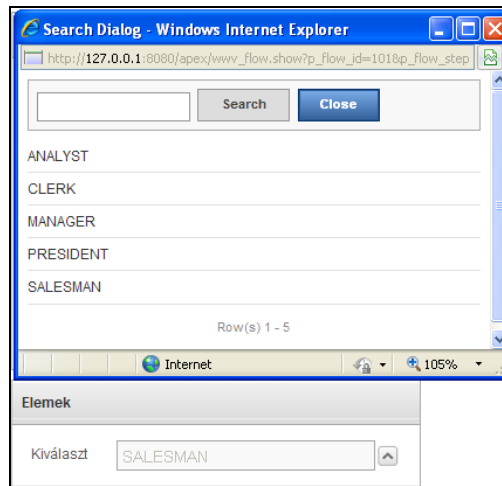 Search Dialog - Windows Internet Explorer
http://127.0.0.1:8080/apex/wwv_flow.show?p_flow_id=101&p_flow_step
Search Close
ANALYST
CLERK
MANAGER
PRESIDENT
SALESMAN
Row(s) 1 - 5
Internet 105%
Elemek
Kiválaszt SALESMAN